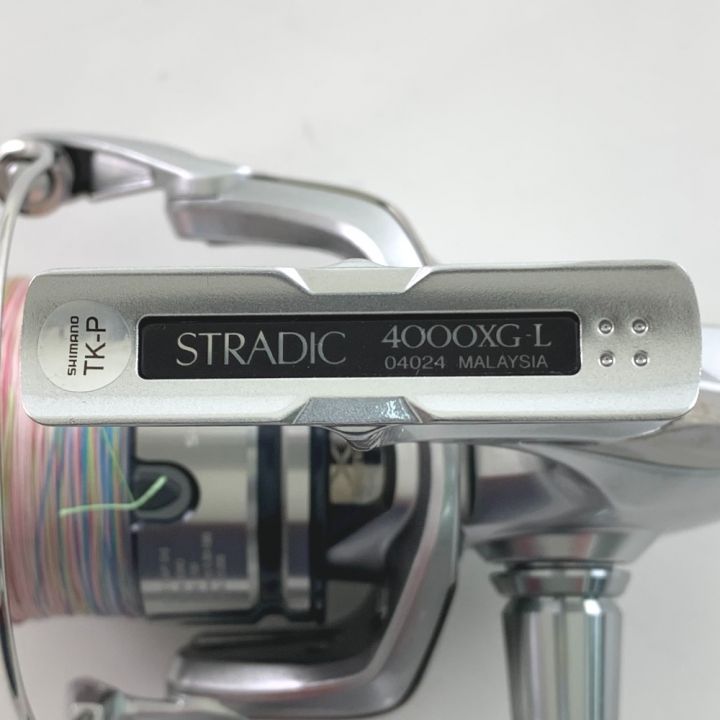 SHIMANO
TK-P
STRADIC 4000XG-L
04024 MALAYSIA